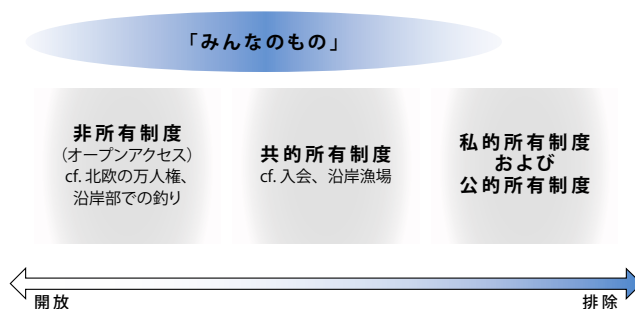 「みんなのもの」
非所有制度
（オープンアクセス）
cf. 北欧の万人権、
沿岸部での釣り
共的所有制度
cf. 入会、沿岸漁場
私的所有制度
および
公的所有制度
開放
排除